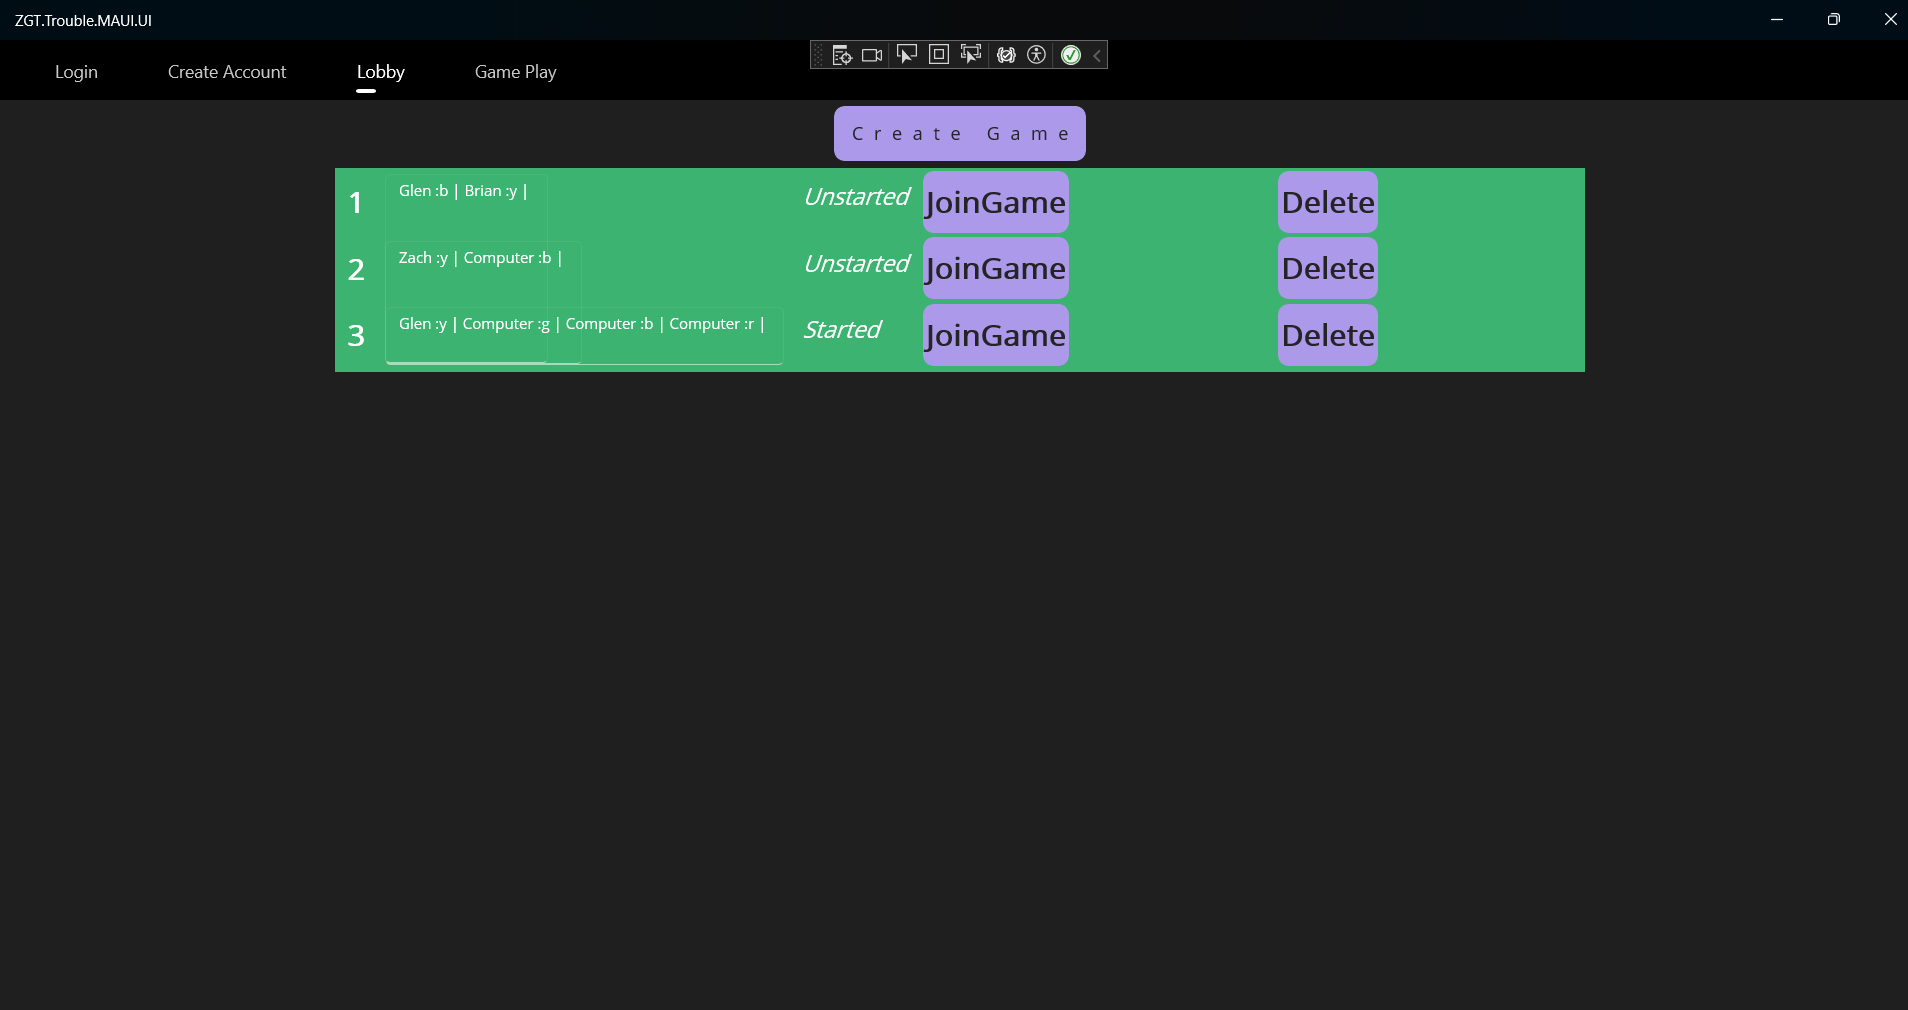 ZGT.Trouble.MAUI.UI
Login Create Account Lobby Game Play
Create Game
1 Glen :b | Brian :y | Unstarted JoinGame Delete
2 Zach :y | Computer :b | Unstarted JoinGame Delete
3 Glen :y | Computer :g | Computer :b | Computer :r | Started JoinGame Delete